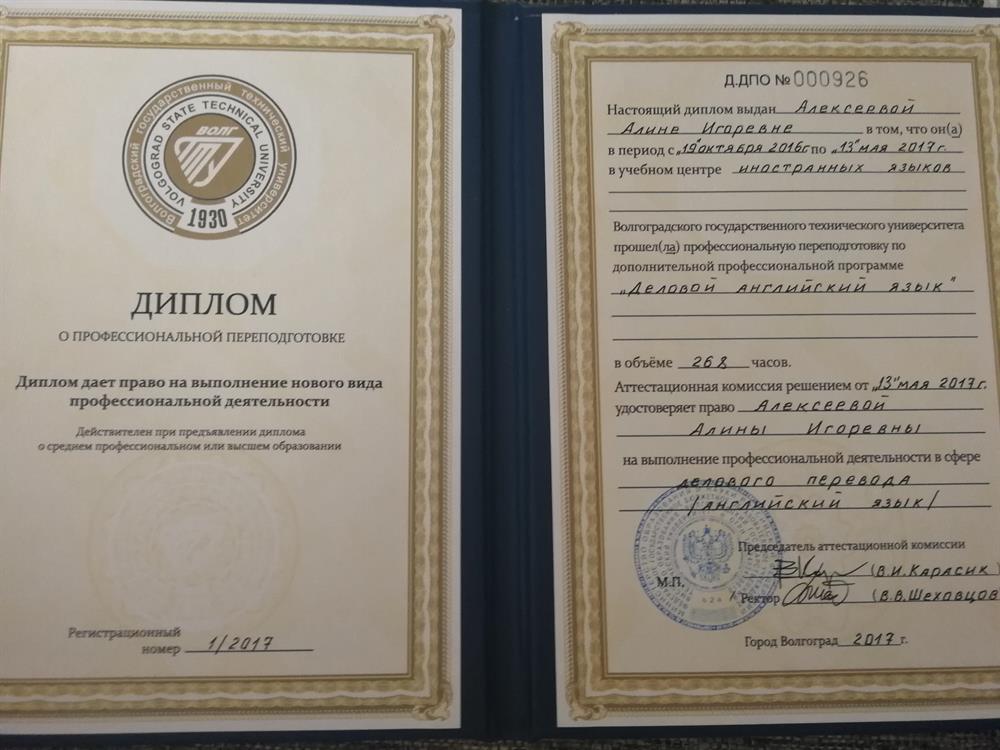 Волгоградский государственный технический университет
VOLGOGRAD STATE TECHNICAL UNIVERSITY
ВОЛГ
ТУ
1930
ДИПЛОМ
О ПРОФЕССИОНАЛЬНОЙ ПЕРЕПОДГОТОВКЕ
Диплом дает право на выполнение нового вида
профессиональной деятельности
Действителен при предъявлении диплома
о среднем профессиональном или высшем образовании
Регистрационный
номер 1/2017
Д.ДПО № 000926
Настоящий диплом выдан Алексеевой
Алине Игоревне в том, что он(а)
в период с „19"октября 2016г по „13"мая 2017г.
в учебном центре иностранных языков
Волгоградского государственного технического университета
прошел(ла) профессиональную переподготовку по
дополнительной профессиональной программе
„Деловой английский язык"
в объёме 268 часов.
Аттестационная комиссия решением от „13"мая 2017г.
удостоверяет право Алексеевой
Алины Игоревны
на выполнение профессиональной деятельности в сфере
делового перевода
/английский язык/
Председатель аттестационной комиссии
(В.И.Карасик)
М.П.
Ректор (В.В.Шеховцов
Город Волгоград 2017 г.